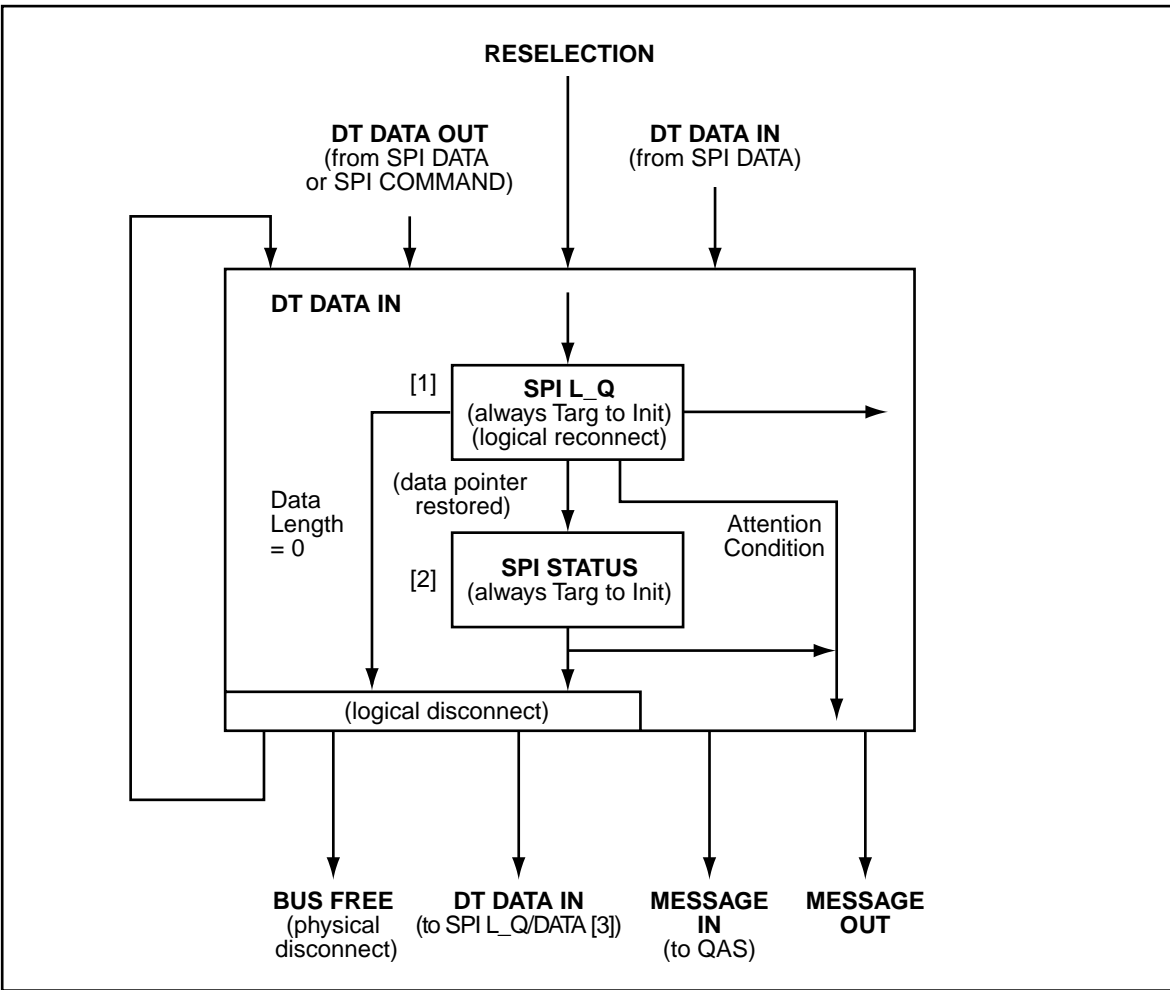 RESELECTION
DT DATA OUT
(from SPI DATA
or SPI COMMAND)
DT DATA IN
(from SPI DATA)
DT DATA IN
[1]
SPI L_Q
(always Targ to Init)
(logical reconnect)
(data pointer
restored)
Data
Length
= 0
Attention
Condition
[2]
SPI STATUS
(always Targ to Init)
(logical disconnect)
BUS FREE
(physical
disconnect)
DT DATA IN
(to SPI L_Q/DATA [3])
MESSAGE
IN
(to QAS)
MESSAGE
OUT